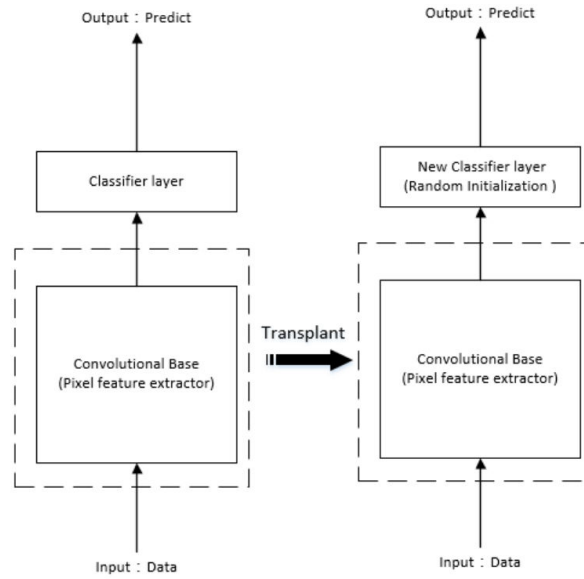 Output : Predict
Classifier layer
Convolutional Base
(Pixel feature extractor)
Input : Data
Transplant
Output : Predict
New Classifier layer
(Random Initialization )
Convolutional Base
(Pixel feature extractor)
Input : Data